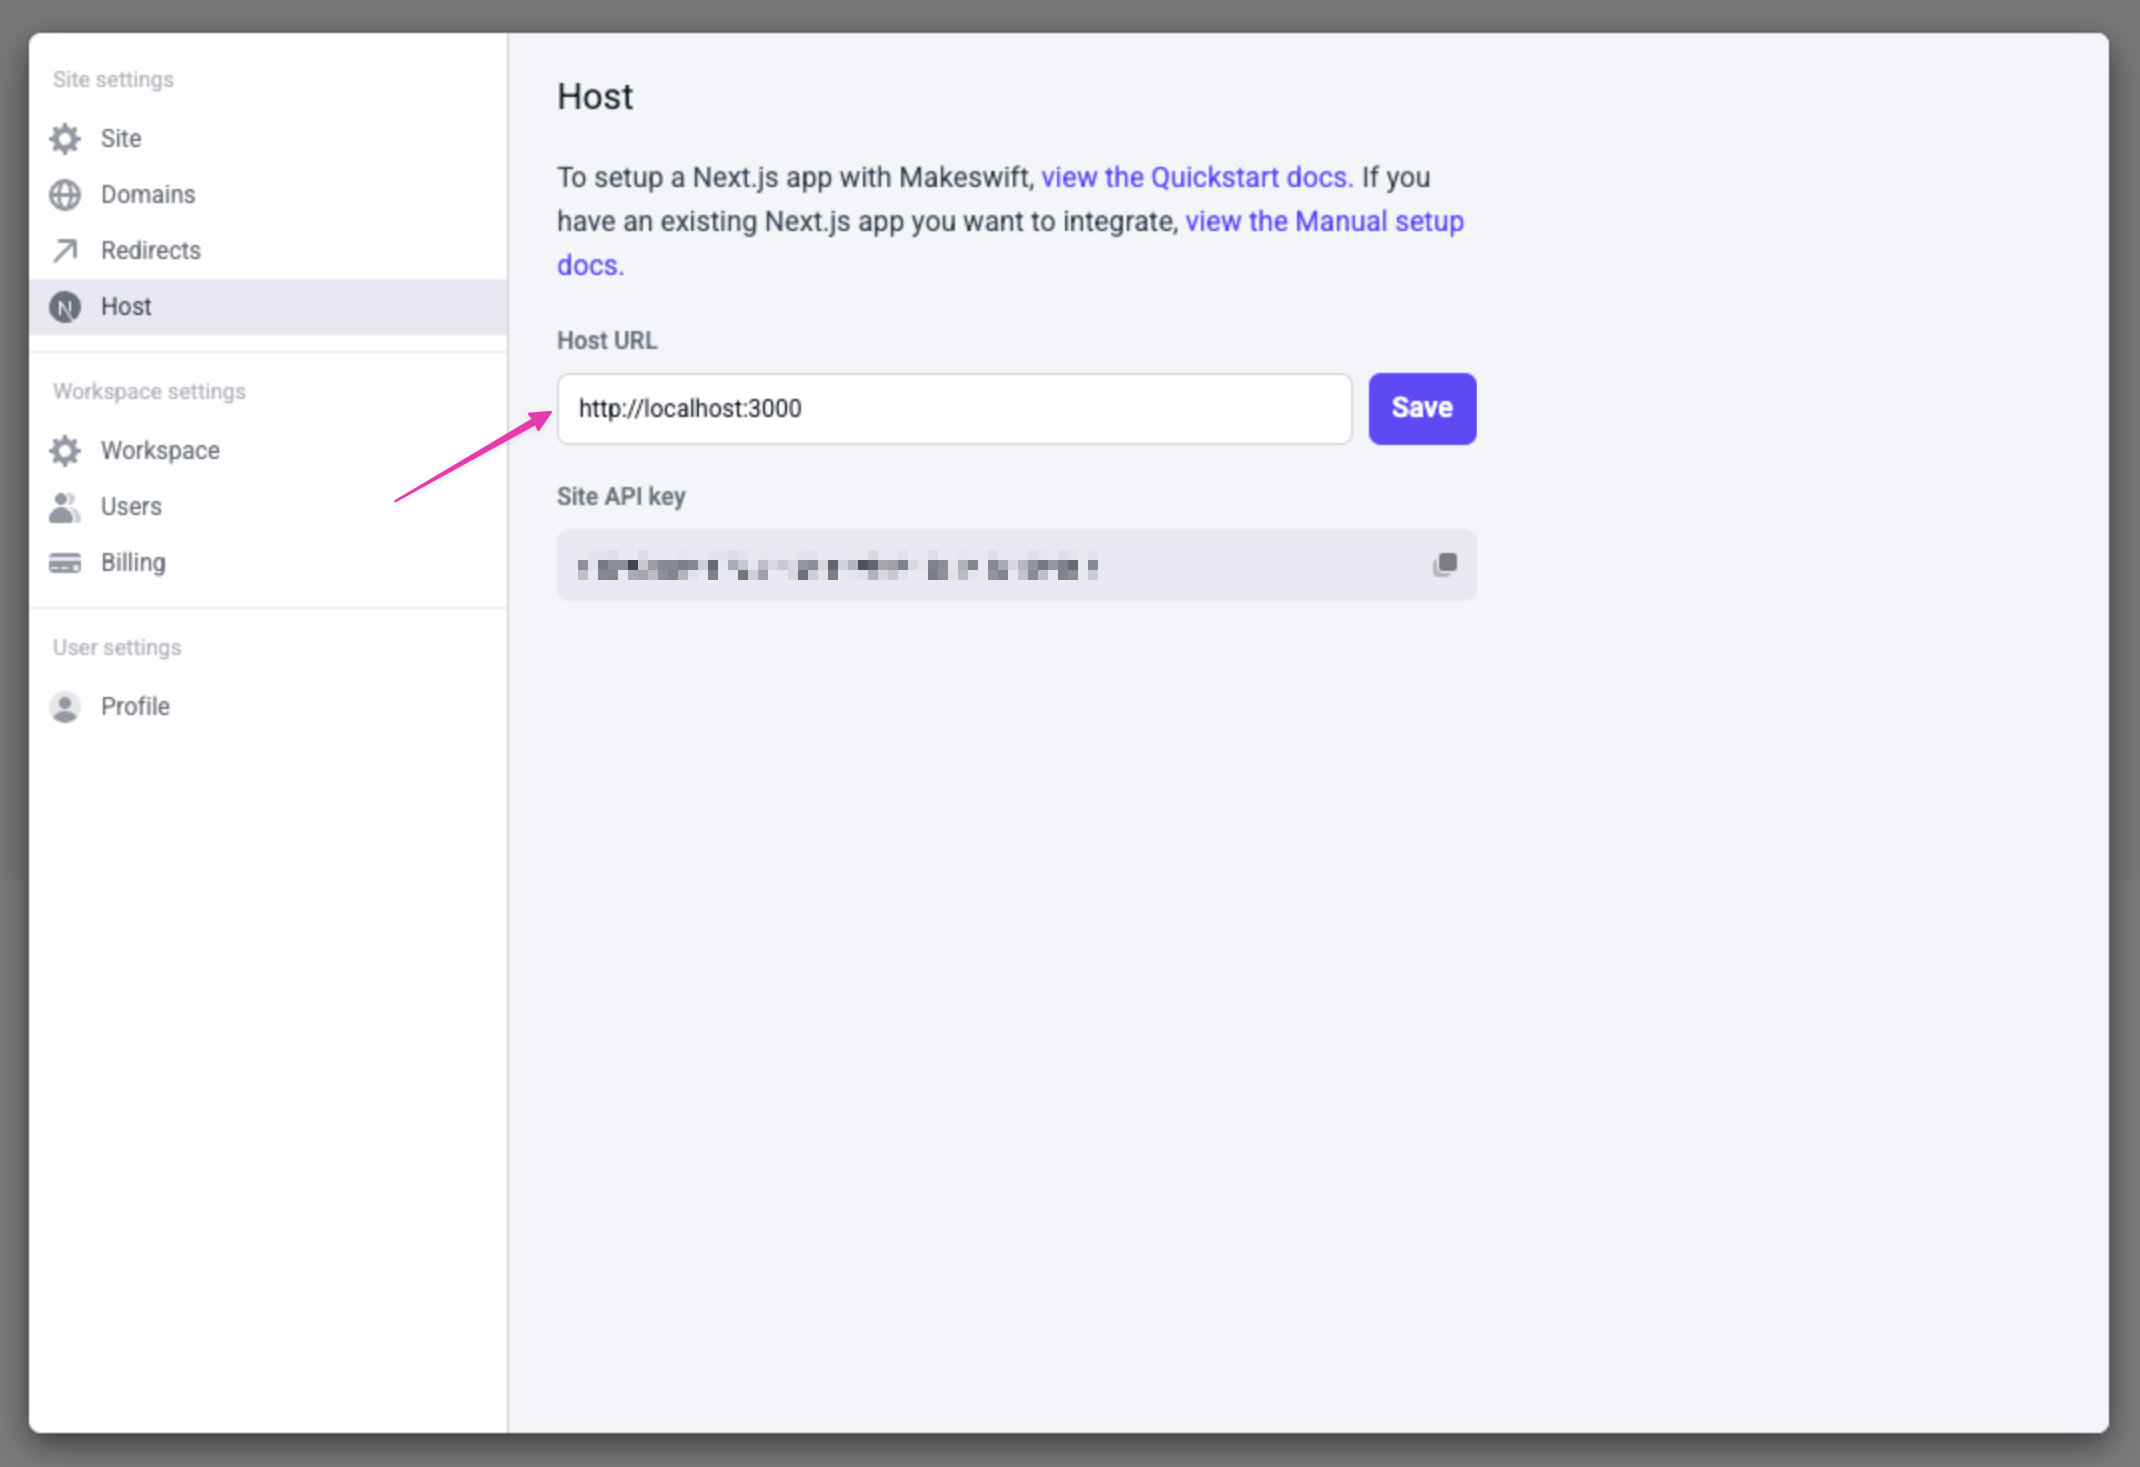 Site settings
Site
Domains
Redirects
Host
Workspace settings
Workspace
Users
Billing
User settings
Profile
Host
To setup a Next.js app with Makeswift, view the Quickstart docs. If you
have an existing Next.js app you want to integrate, view the Manual setup
docs.
Host URL
http://localhost:3000
Save
Site API key